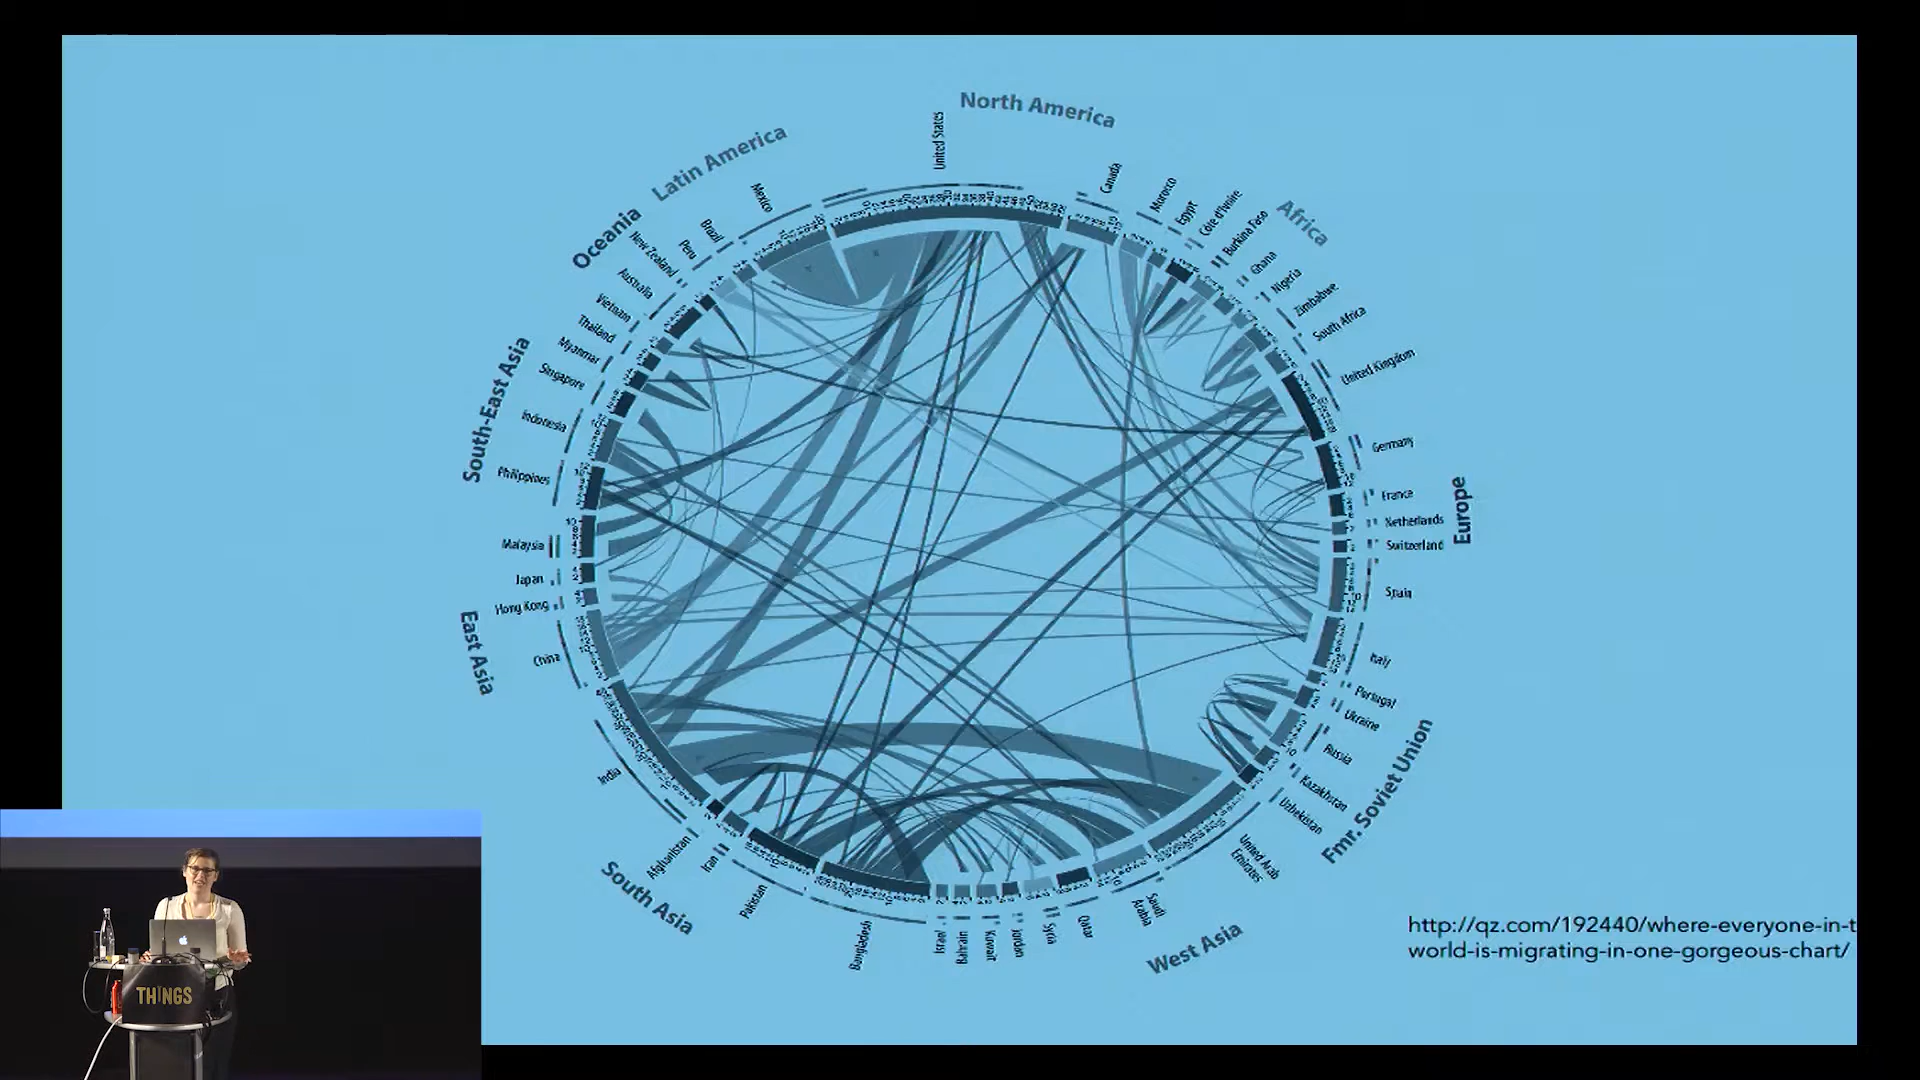 North America
United States
Canada
Latin America
Mexico
Brazil
Peru
Oceania
New Zealand
Australia
South-East Asia
Vietnam
Thailand
Myanmar
Singapore
Indonesia
Philippines
Malaysia
East Asia
Japan
Hong Kong
China
South Asia
India
Afghanistan
Iran
Pakistan
Bangladesh
West Asia
Israel
Bahrain
Kuwait
Jordan
Syria
Qatar
Saudi
Arabia
United Arab
Emirates
Fmr. Soviet Union
Uzbekistan
Kazakhstan
Russia
Ukraine
Europe
Portugal
Italy
Spain
Switzerland
Netherlands
France
Germany
United Kingdom
Africa
South Africa
Zimbabwe
Nigeria
Ghana
Burkina Faso
Côte d'Ivoire
Egypt
Morocco
http://qz.com/192440/where-everyone-in-t
world-is-migrating-in-one-gorgeous-chart/
THINGS